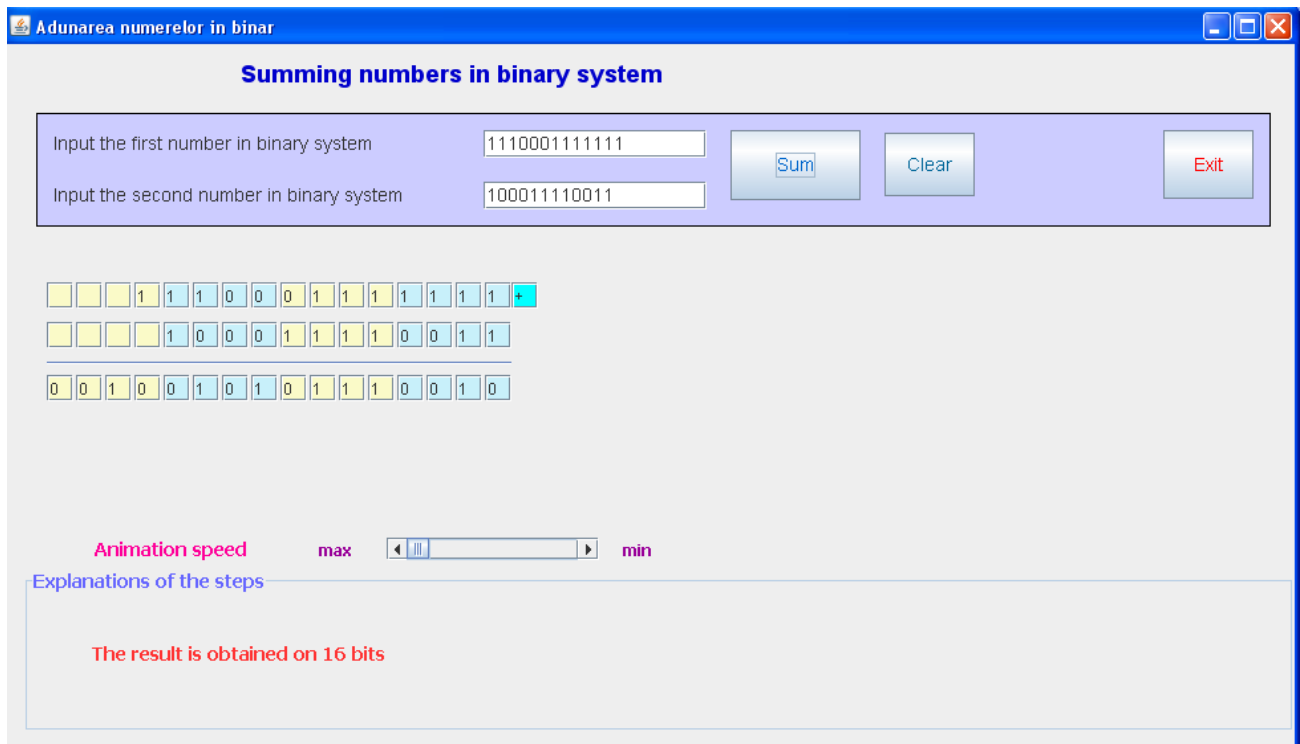 Adunarea numerelor in binar
Summing numbers in binary system
Input the first number in binary system 1110001111111 Sum Clear Exit
Input the second number in binary system 100011110011
1 1 1 0 0 0 1 1 1 1 1 1 1 +
1 0 0 0 1 1 1 1 0 0 1 1
0 0 1 0 0 1 0 1 0 1 1 1 0 0 1 0
Animation speed max min
Explanations of the steps
The result is obtained on 16 bits